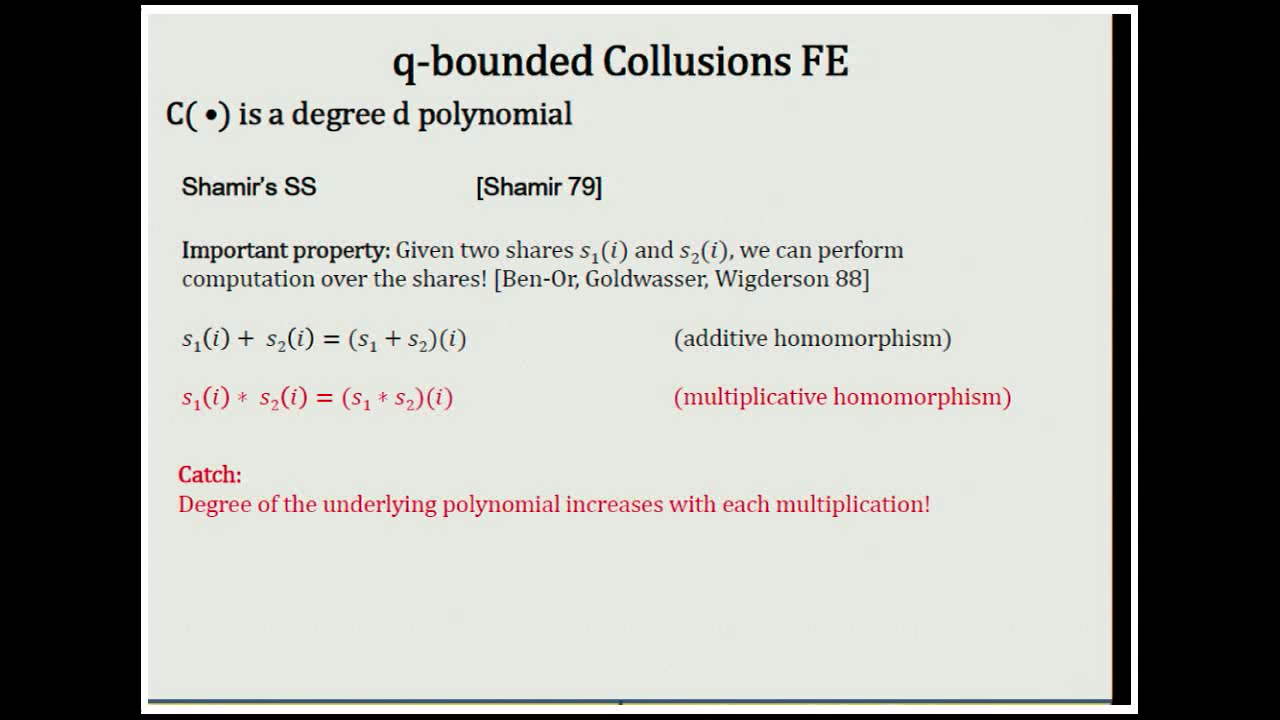 q-bounded Collusions FE
C( •) is a degree d polynomial
Shamir's SS [Shamir 79]
Important property: Given two shares s₁(i) and s₂(i), we can perform
computation over the shares! [Ben-Or, Goldwasser, Wigderson 88]
s₁(i) + s₂(i) = (s₁ + s₂)(i) (additive homomorphism)
s₁(i) * s₂(i) = (s₁ * s₂)(i) (multiplicative homomorphism)
Catch:
Degree of the underlying polynomial increases with each multiplication!